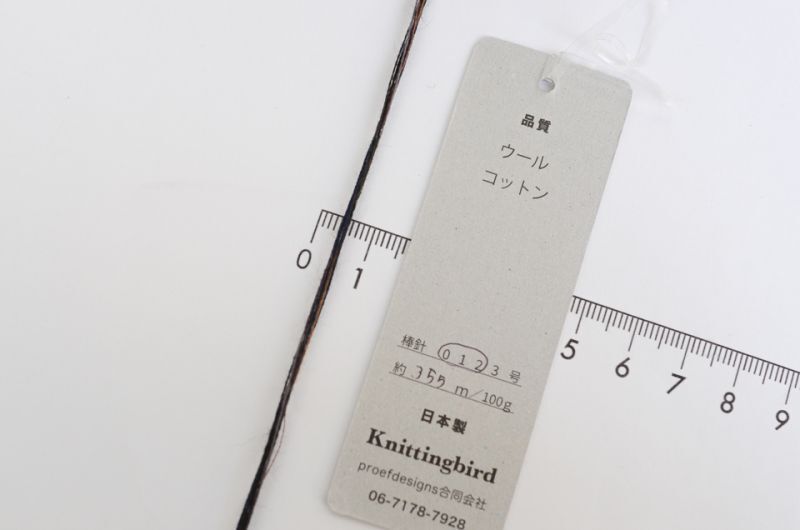 品質
ウール
コットン
棒針 0 1 2 3 号
約 355 m/100g
日本製
Knittingbird
proefdesigns合同会社
06-7178-7928
0 1 5 6 7 8 9